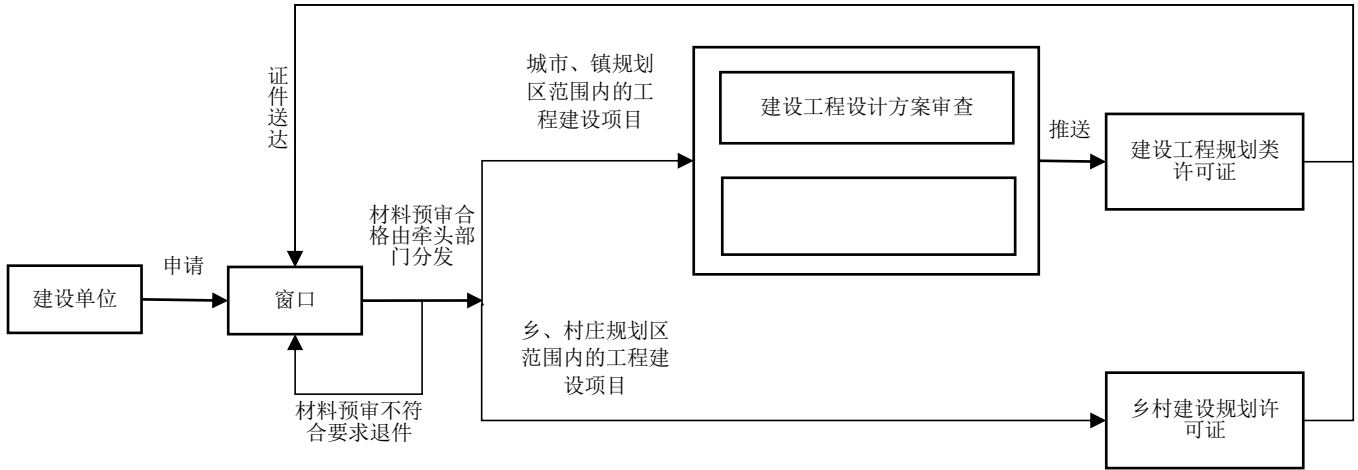 证件送达
城市、镇规划
区范围内的工
程建设项目
建设工程设计方案审查
推送
建设工程规划类
许可证
材料预审合
格由牵头部
门分发
申请
建设单位
窗口
乡、村庄规划区
范围内的工程建
设项目
材料预审不符
合要求退件
乡村建设规划许
可证